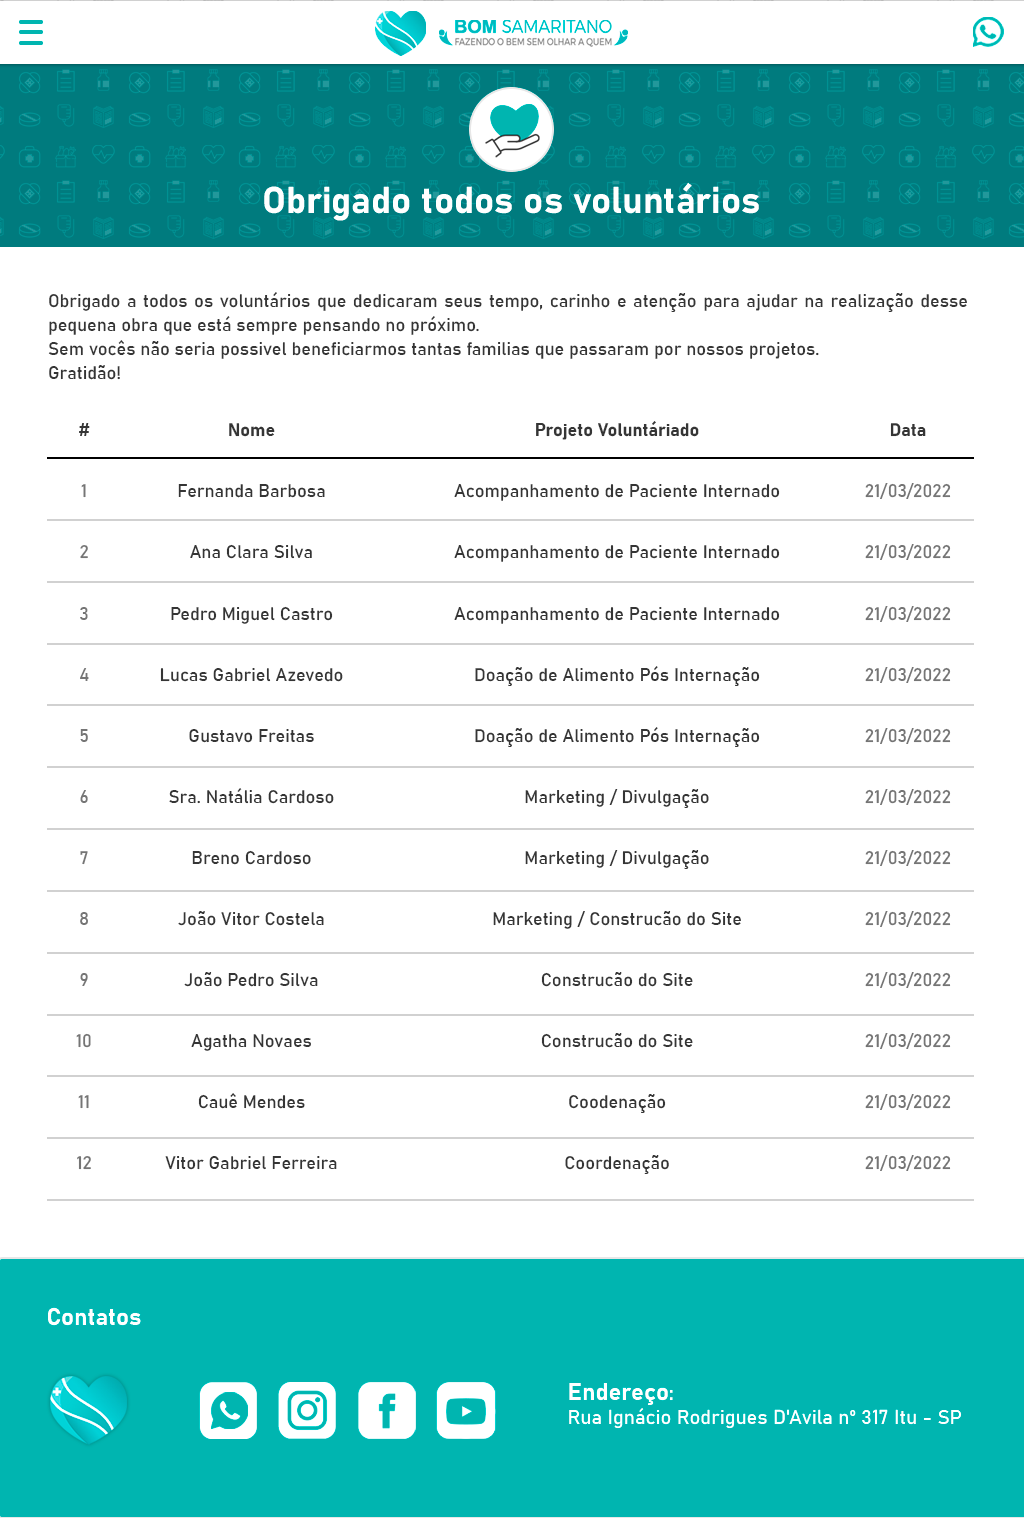 BOM SAMARITANO
FAZENDO O BEM SEM OLHAR A QUEM
Obrigado todos os voluntários
Obrigado a todos os voluntários que dedicaram seus tempo, carinho e atenção para ajudar na realização desse
pequena obra que está sempre pensando no próximo.
Sem vocês não seria possivel beneficiarmos tantas familias que passaram por nossos projetos.
Gratidão!
# Nome Projeto Voluntáriado Data
1 Fernanda Barbosa Acompanhamento de Paciente Internado 21/03/2022
2 Ana Clara Silva Acompanhamento de Paciente Internado 21/03/2022
3 Pedro Miguel Castro Acompanhamento de Paciente Internado 21/03/2022
4 Lucas Gabriel Azevedo Doação de Alimento Pós Internação 21/03/2022
5 Gustavo Freitas Doação de Alimento Pós Internação 21/03/2022
6 Sra. Natália Cardoso Marketing / Divulgação 21/03/2022
7 Breno Cardoso Marketing / Divulgação 21/03/2022
8 João Vitor Costela Marketing / Construcão do Site 21/03/2022
9 João Pedro Silva Construcão do Site 21/03/2022
10 Agatha Novaes Construcão do Site 21/03/2022
11 Cauê Mendes Coodenação 21/03/2022
12 Vitor Gabriel Ferreira Coordenação 21/03/2022
Contatos
Endereço:
Rua Ignácio Rodrigues D'Avila nº 317 Itu - SP